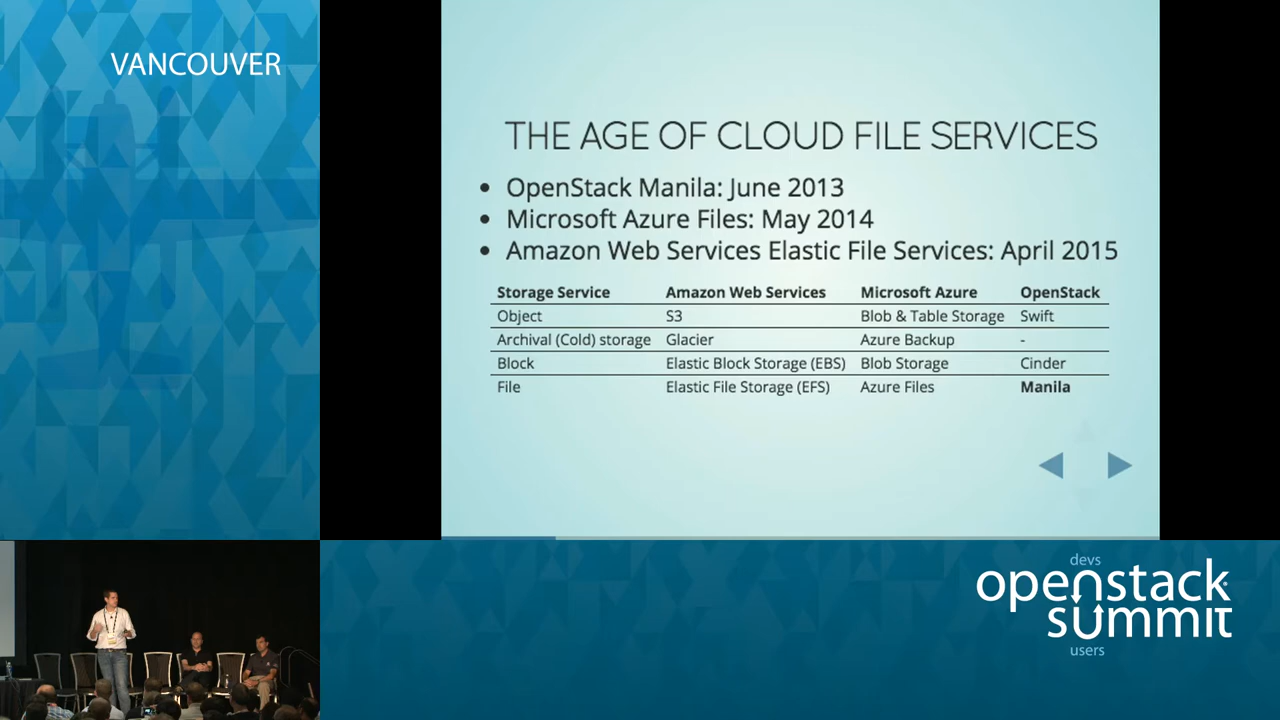 VANCOUVER
THE AGE OF CLOUD FILE SERVICES
• OpenStack Manila: June 2013
• Microsoft Azure Files: May 2014
• Amazon Web Services Elastic File Services: April 2015
Storage Service Amazon Web Services Microsoft Azure OpenStack
Object S3 Blob & Table Storage Swift
Archival (Cold) storage Glacier Azure Backup -
Block Elastic Block Storage (EBS) Blob Storage Cinder
File Elastic File Storage (EFS) Azure Files Manila
devs
openstack
summit
users